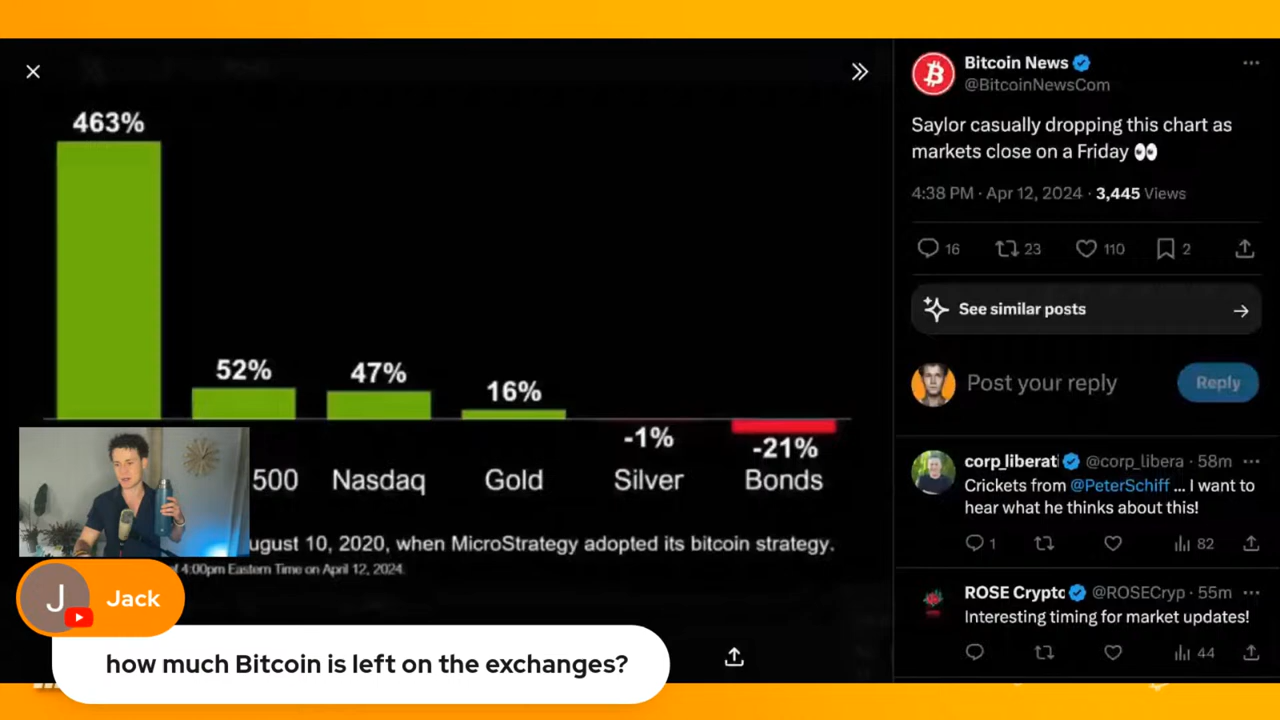 463%
52%
47%
16%
-1%
-21%
500
Nasdaq
Gold
Silver
Bonds
ugust 10, 2020, when MicroStrategy adopted its bitcoin strategy.
4:00pm Eastern Time on April 12, 2024
Bitcoin News
@BitcoinNewsCom
Saylor casually dropping this chart as
markets close on a Friday 👀
4:38 PM · Apr 12, 2024 · 3,445 Views
16 23 110 2
See similar posts
Post your reply
Reply
corp_liberat @corp_libera · 58m
Crickets from @PeterSchiff ... I want to
hear what he thinks about this!
1 82
ROSE Crypto @ROSECryp · 55m
Interesting timing for market updates!
44
J
Jack
how much Bitcoin is left on the exchanges?